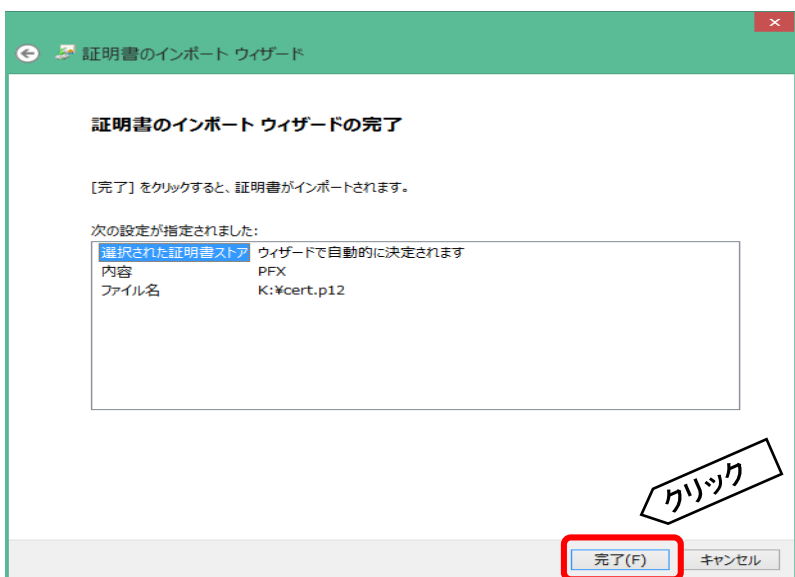 証明書のインポート ウィザード
証明書のインポート ウィザードの完了
[完了] をクリックすると、証明書がインポートされます。
次の設定が指定されました:
選択された証明書ストア ウィザードで自動的に決定されます
内容 PFX
ファイル名 K:¥cert.p12
クリック
完了(F) キャンセル